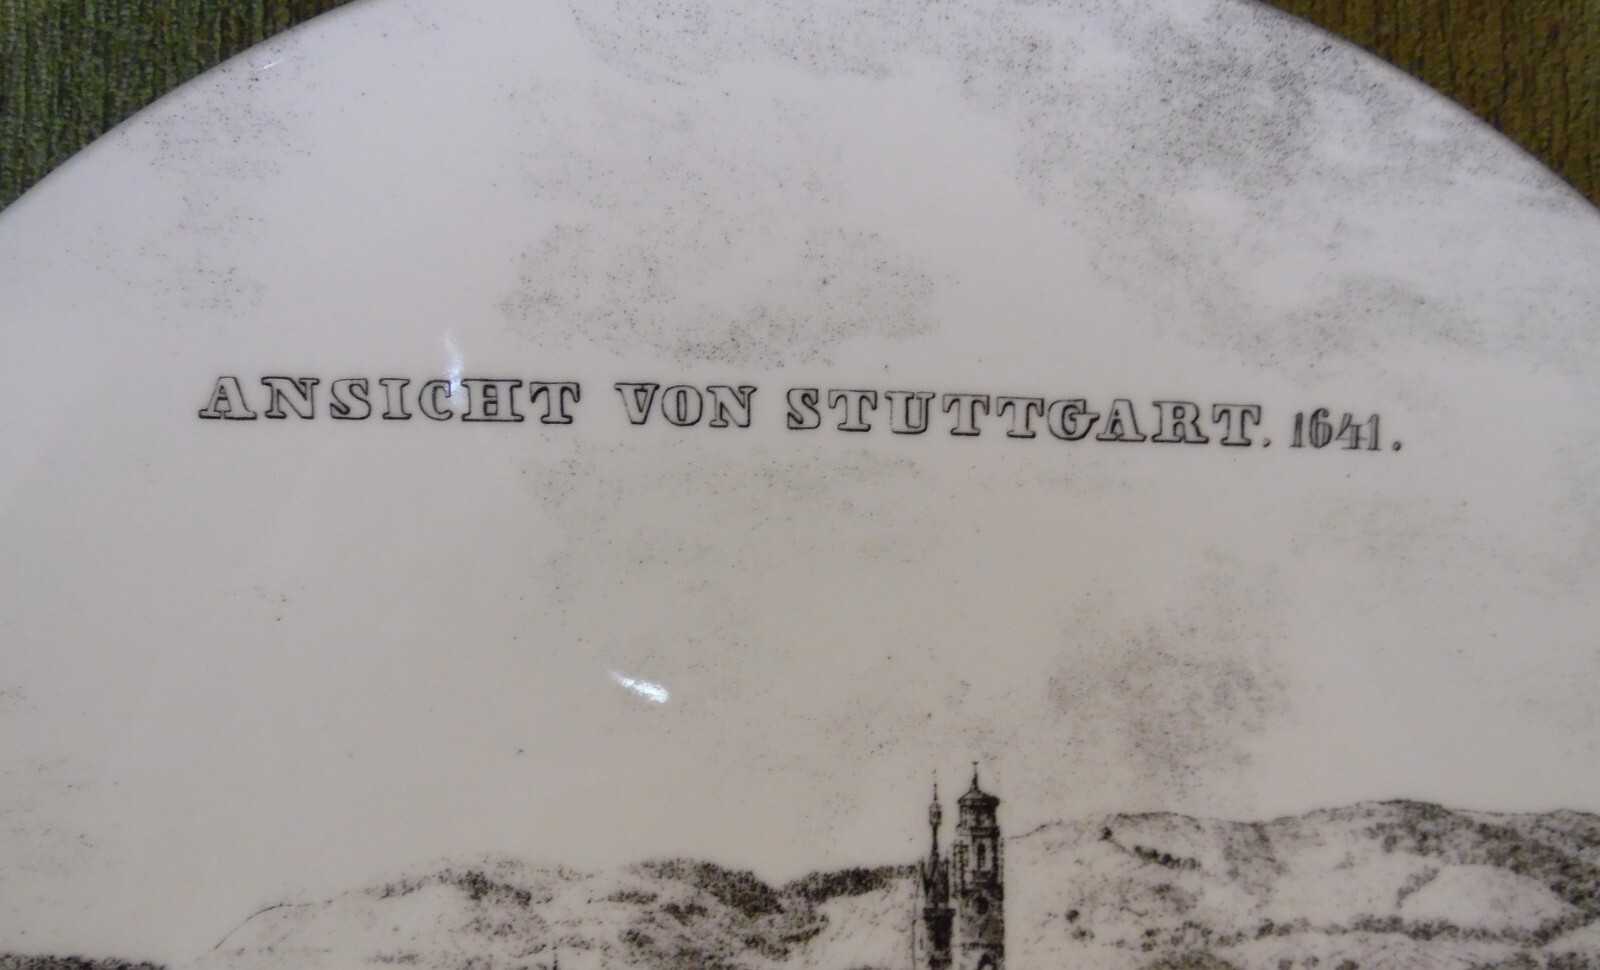 ANSICHT VON STUTTGART. 1641.